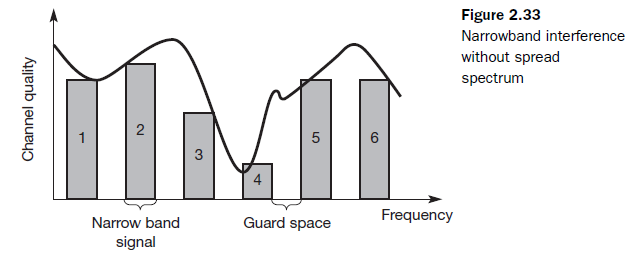 Figure 2.33
Narrowband interference
without spread
spectrum
Channel quality
1
2
3
4
5
6
Narrow band
signal
Guard space
Frequency